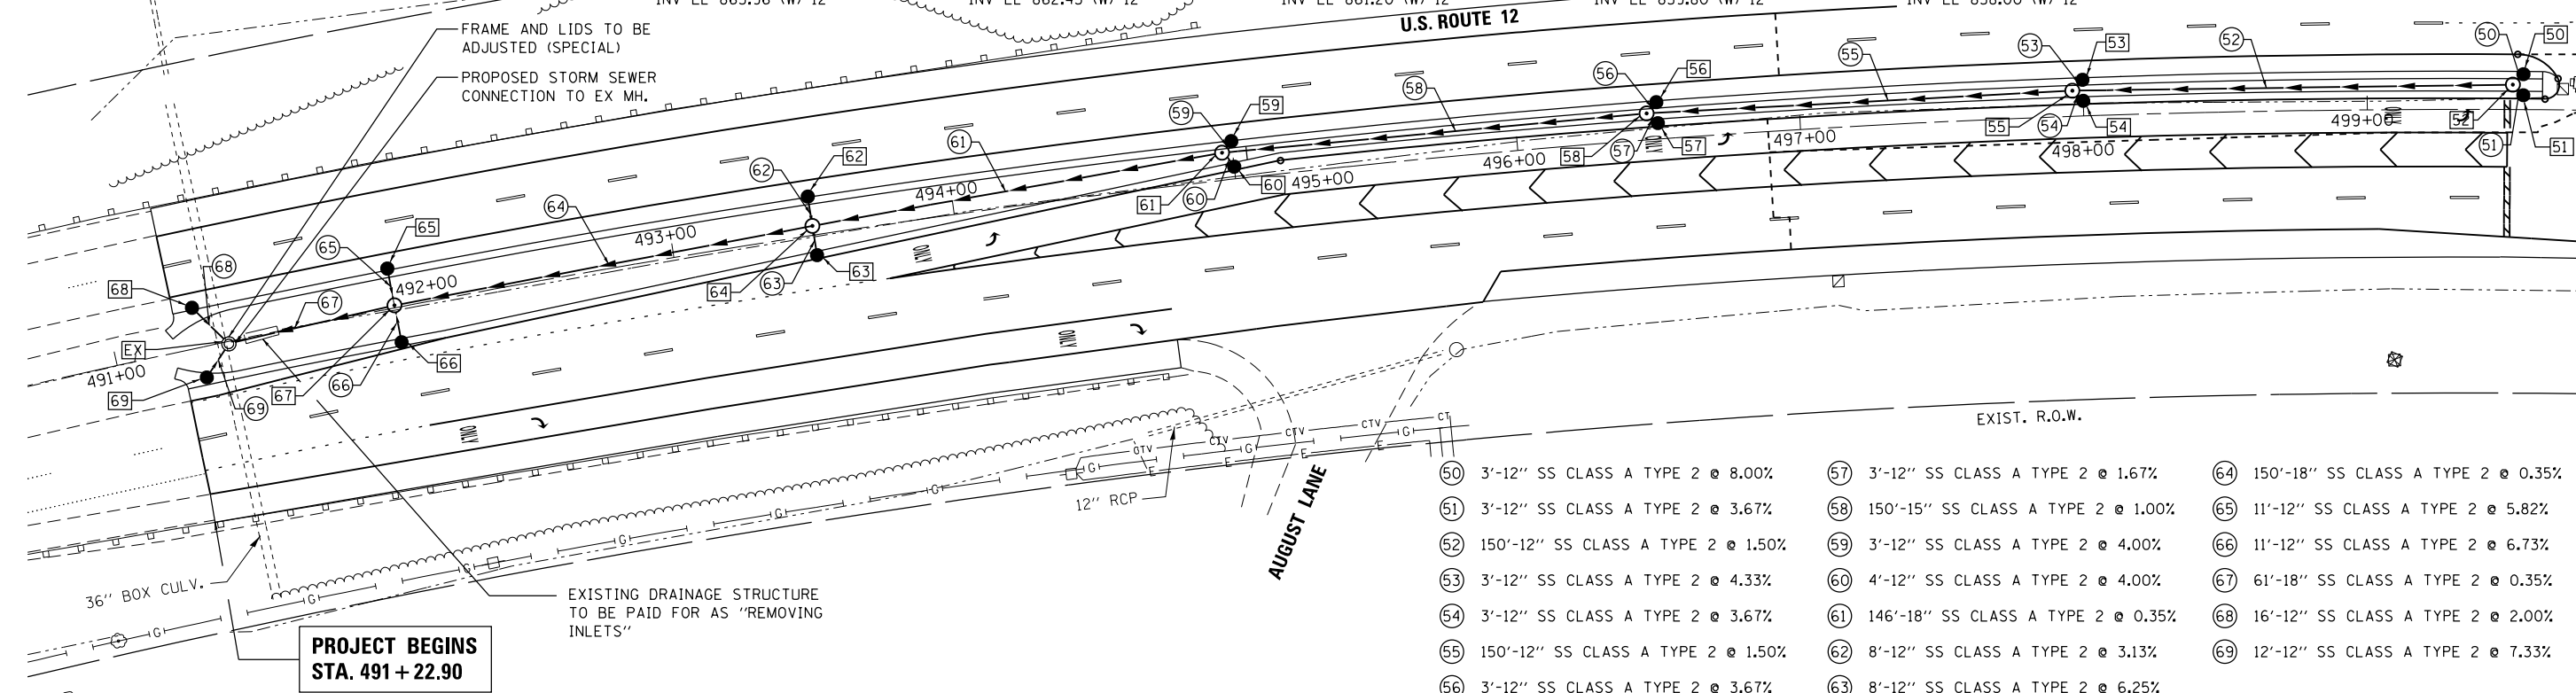 U.S. ROUTE 12
FRAME AND LIDS TO BE
ADJUSTED (SPECIAL)
PROPOSED STORM SEWER
CONNECTION TO EX MH.
50
50
53
53
52
55
56
56
58
59
59
61
62
62
64
65
65
68
68
67
EX
69
69
67
66
66
64
63
63
61
60
60
58
57
57
55
54
54
52
51
51
491+00
492+00
493+00
494+00
495+00
496+00
497+00
498+00
499+00
ONLY
ONLY
ONLY
EXIST. R.O.W.
12" RCP
AUGUST LANE
CTV
CTV
CTV
CTV
CT
G
G
G
G
E
E
E
E
G
G
G
G
G
G
36" BOX CULV.
EXISTING DRAINAGE STRUCTURE
TO BE PAID FOR AS "REMOVING
INLETS"
PROJECT BEGINS
STA. 491+22.90
50 3'-12" SS CLASS A TYPE 2 @ 8.00%
51 3'-12" SS CLASS A TYPE 2 @ 3.67%
52 150'-12" SS CLASS A TYPE 2 @ 1.50%
53 3'-12" SS CLASS A TYPE 2 @ 4.33%
54 3'-12" SS CLASS A TYPE 2 @ 3.67%
55 150'-12" SS CLASS A TYPE 2 @ 1.50%
56 3'-12" SS CLASS A TYPE 2 @ 3.67%
57 3'-12" SS CLASS A TYPE 2 @ 1.67%
58 150'-15" SS CLASS A TYPE 2 @ 1.00%
59 3'-12" SS CLASS A TYPE 2 @ 4.00%
60 4'-12" SS CLASS A TYPE 2 @ 4.00%
61 146'-18" SS CLASS A TYPE 2 @ 0.35%
62 8'-12" SS CLASS A TYPE 2 @ 3.13%
63 8'-12" SS CLASS A TYPE 2 @ 6.25%
64 150'-18" SS CLASS A TYPE 2 @ 0.35%
65 11'-12" SS CLASS A TYPE 2 @ 5.82%
66 11'-12" SS CLASS A TYPE 2 @ 6.73%
67 61'-18" SS CLASS A TYPE 2 @ 0.35%
68 16'-12" SS CLASS A TYPE 2 @ 2.00%
69 12'-12" SS CLASS A TYPE 2 @ 7.33%